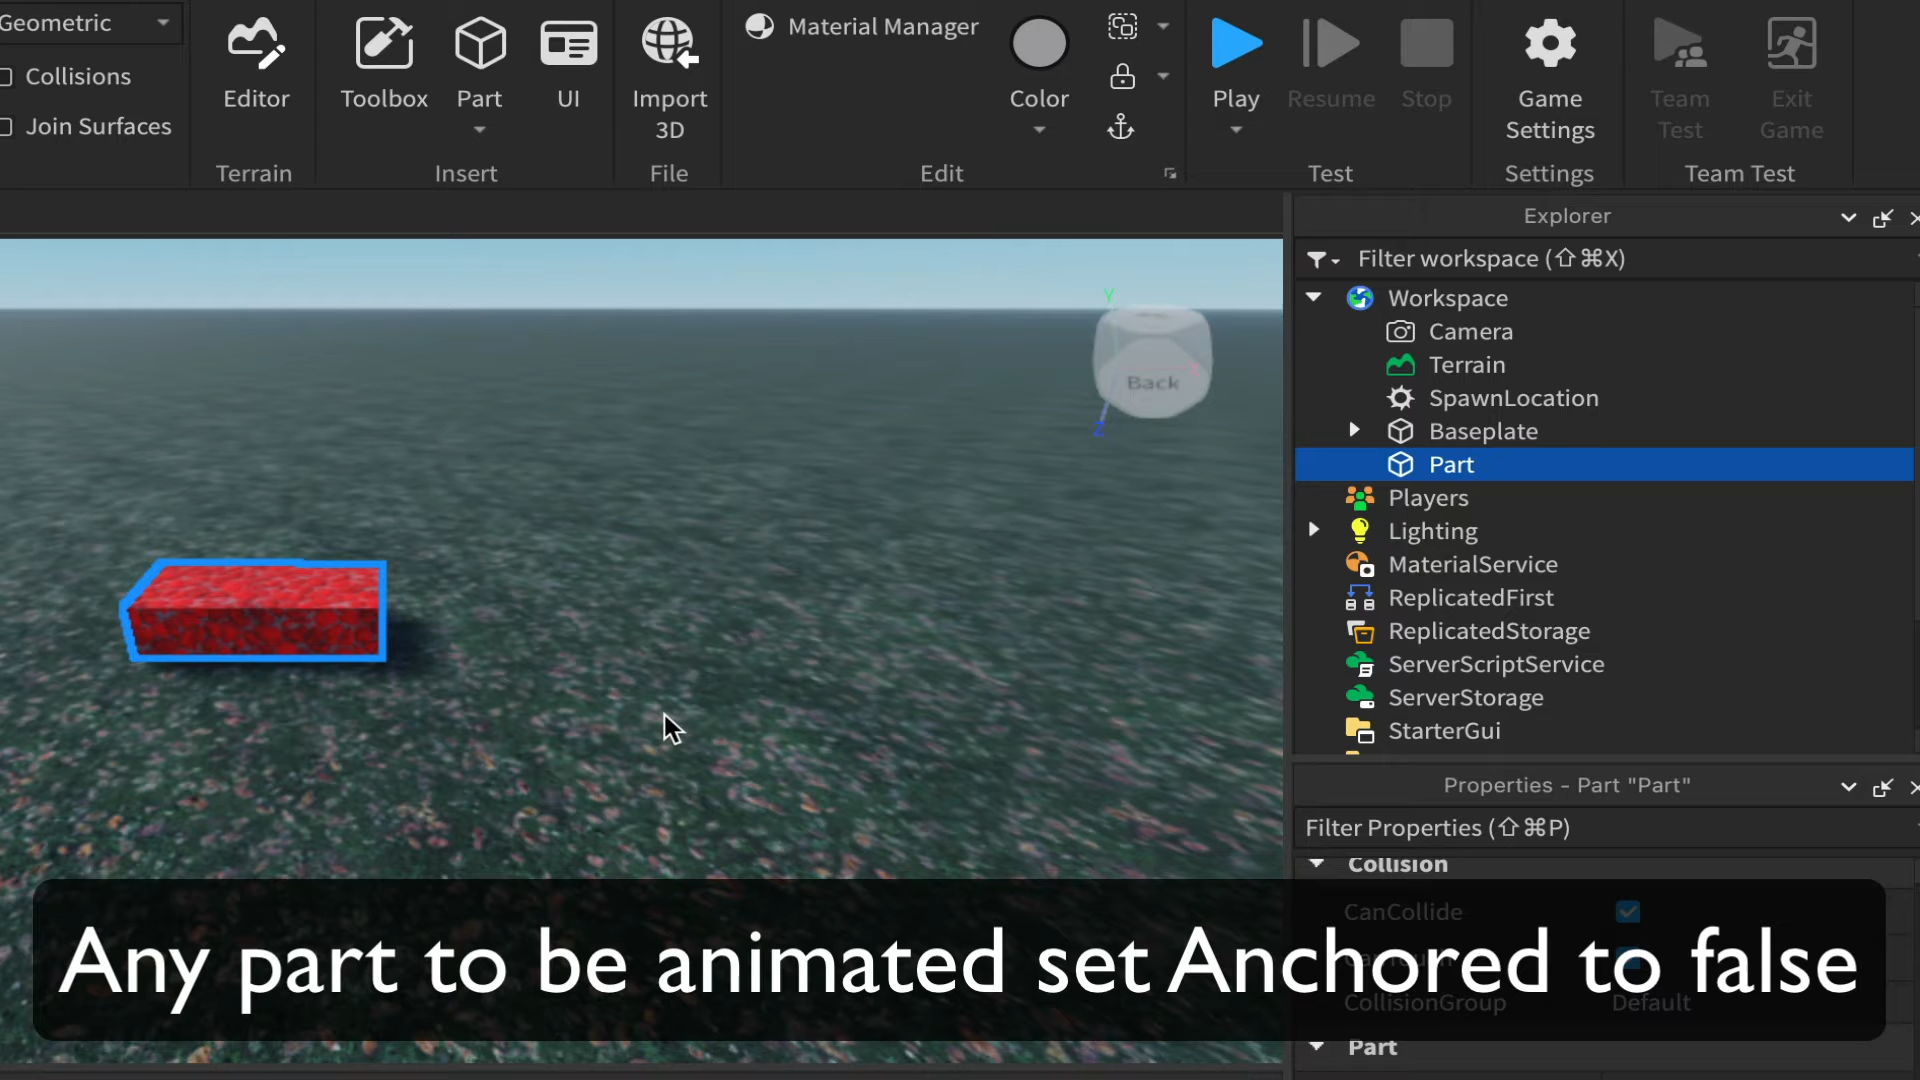 Geometric
Collisions
Join Surfaces
Editor
Terrain
Toolbox
Part
UI
Insert
Import
3D
File
Material Manager
Color
Edit
Play
Resume
Stop
Test
Game
Settings
Settings
Team
Test
Exit
Game
Team Test
Y
Back
Z
Explorer
Filter workspace (⇧⌘X)
Workspace
Camera
Terrain
SpawnLocation
Baseplate
Part
Players
Lighting
MaterialService
ReplicatedFirst
ReplicatedStorage
ServerScriptService
ServerStorage
StarterGui
Properties - Part "Part"
Filter Properties (⇧⌘P)
Collision
CanCollide
CollisionGroup Default
Part
Any part to be animated set Anchored to false